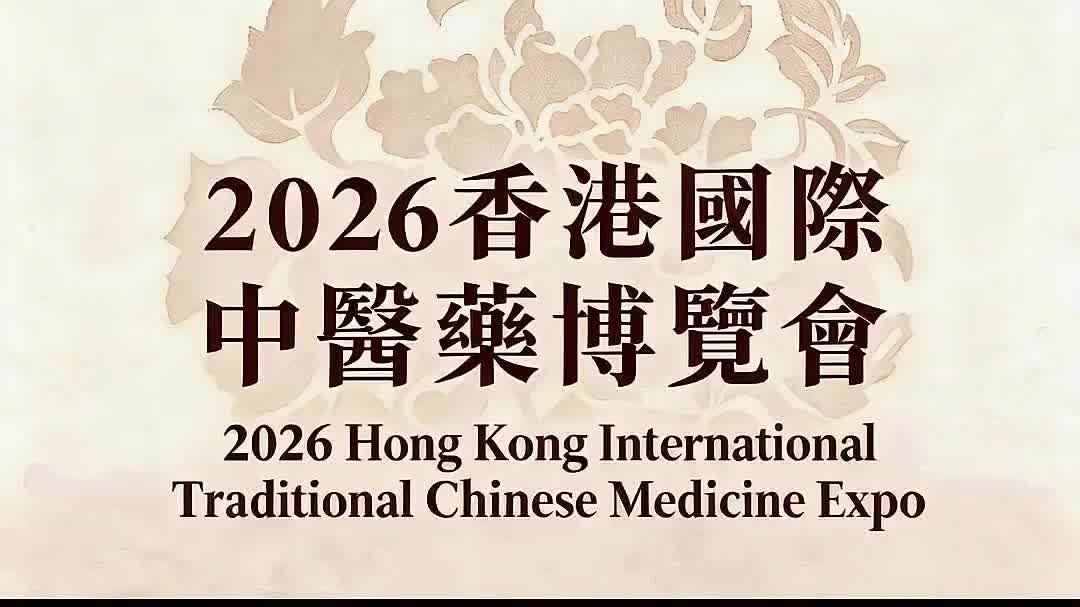 2026香港國際
中醫藥博覽會
2026 Hong Kong International
Traditional Chinese Medicine Expo